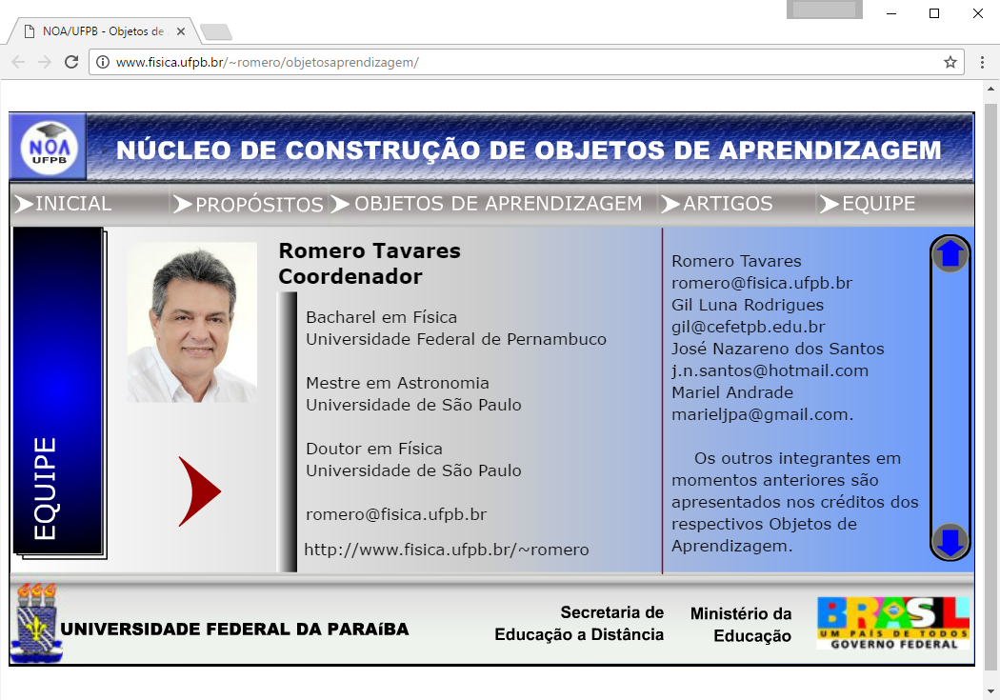 NOA/UFPB - Objetos de
www.fisica.ufpb.br/~romero/objetosaprendizagem/
NOA
UFPB
NÚCLEO DE CONSTRUÇÃO DE OBJETOS DE APRENDIZAGEM
INICIAL
PROPÓSITOS
OBJETOS DE APRENDIZAGEM
ARTIGOS
EQUIPE
EQUIPE
Romero Tavares
Coordenador
Bacharel em Física
Universidade Federal de Pernambuco
Mestre em Astronomia
Universidade de São Paulo
Doutor em Física
Universidade de São Paulo
romero@fisica.ufpb.br
http://www.fisica.ufpb.br/~romero
Romero Tavares
romero@fisica.ufpb.br
Gil Luna Rodrigues
gil@cefetpb.edu.br
José Nazareno dos Santos
j.n.santos@hotmail.com
Mariel Andrade
marieljpa@gmail.com.
Os outros integrantes em
momentos anteriores são
apresentados nos créditos dos
respectivos Objetos de
Aprendizagem.
UNIVERSIDADE FEDERAL DA PARAíBA
Secretaria de
Educação a Distância
Ministério da
Educação
BRASIL
UM PAÍS DE TODOS
GOVERNO FEDERAL